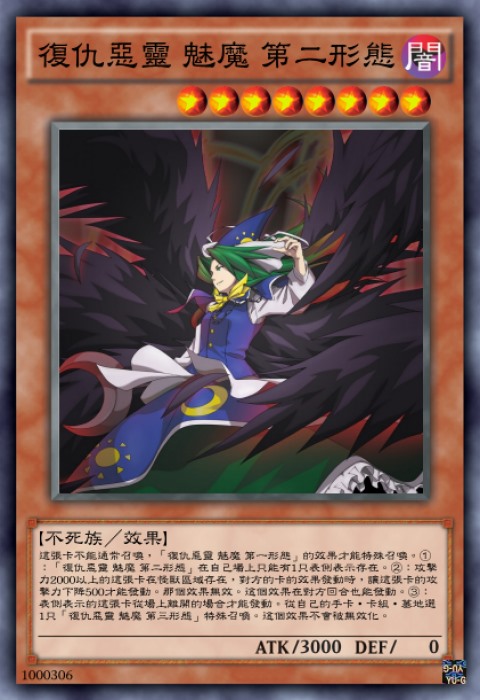 復仇惡靈 魅魔 第二形態
闇
【不死族／效果】
這張卡不能通常召喚，「復仇惡靈 魅魔 第一形態」的效果才能特殊召喚。①
：「復仇惡靈 魅魔 第二形態」在自己場上只能有1只表側表示存在。②：攻擊
力2000以上的這張卡在怪獸區域存在，對方的卡的效果發動時，讓這張卡的攻
擊力下降500才能發動。那個效果無效。這個效果在對方回合也能發動。③：
表側表示的這張卡從場上離開的場合才能發動。從自己的手卡·卡組·墓地選
1只「復仇惡靈 魅魔 第三形態」特殊召喚。這個效果不會被無效化。
ATK/3000 DEF/ 0
1000306